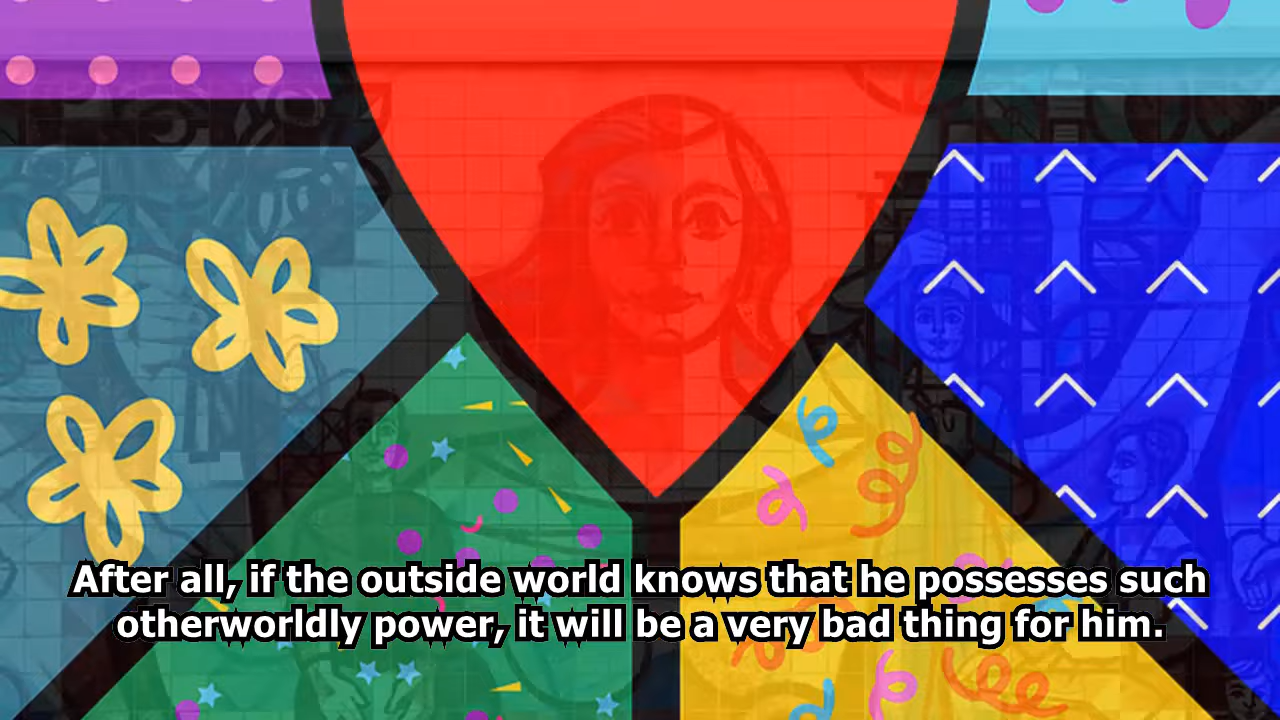 After all, if the outside world knows that he possesses such
otherworldly power, it will be a very bad thing for him.